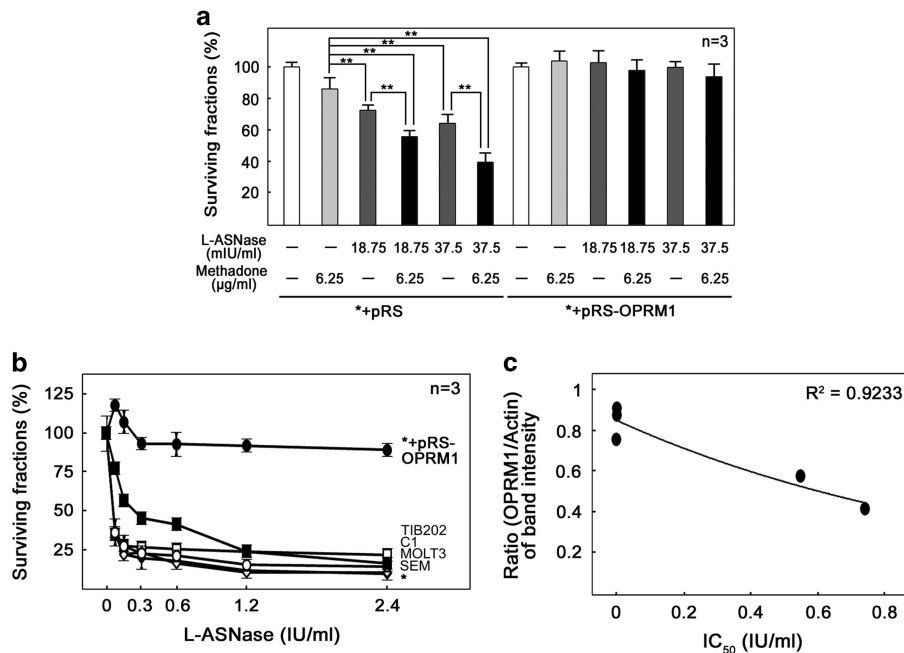 a
Surviving fractions (%)
n=3
100
80
60
40
20
** ** ** ** ** ** **
L-ASNase (mIU/ml) — — 18.75 18.75 37.5 37.5 — — 18.75 18.75 37.5 37.5
Methadone (µg/ml) — 6.25 — 6.25 — 6.25 — 6.25 — 6.25 — 6.25
*+pRS *+pRS-OPRM1
b
Surviving fractions (%)
n=3
125
100
75
50
25
*+pRS-
OPRM1
TIB202
C1
MOLT3
SEM
*
0 0.3 0.6 1.2 2.4
L-ASNase (IU/ml)
c
Ratio (OPRM1/Actin)
of band intensity
R² = 0.9233
1
0.8
0.6
0.4
0.2
0 0.2 0.4 0.6 0.8
IC₅₀ (IU/ml)